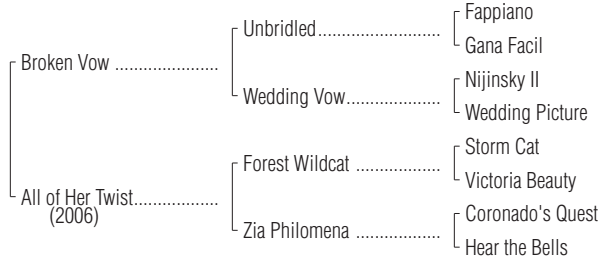 Fappiano
Unbridled........................
Gana Facil
Broken Vow ....................
Nijinsky II
Wedding Vow..................
Wedding Picture
Storm Cat
Forest Wildcat ................
Victoria Beauty
All of Her Twist................
(2006)
Coronado's Quest
Zia Philomena ................
Hear the Bells